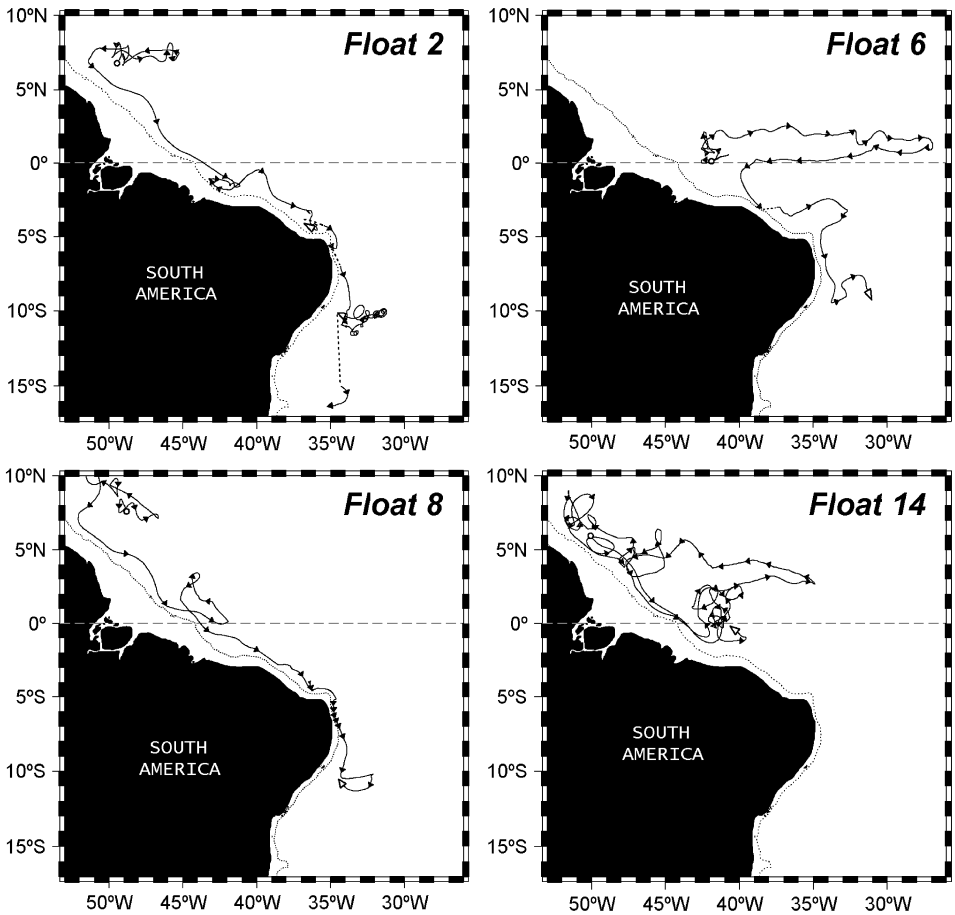 10ºN
5ºN
0º
5ºS
10ºS
15ºS
Float 2
SOUTH
AMERICA
50ºW
45ºW
40ºW
35ºW
30ºW
10ºN
5ºN
0º
5ºS
10ºS
15ºS
Float 6
SOUTH
AMERICA
50ºW
45ºW
40ºW
35ºW
30ºW
10ºN
5ºN
0º
5ºS
10ºS
15ºS
Float 8
SOUTH
AMERICA
50ºW
45ºW
40ºW
35ºW
30ºW
10ºN
5ºN
0º
5ºS
10ºS
15ºS
Float 14
SOUTH
AMERICA
50ºW
45ºW
40ºW
35ºW
30ºW